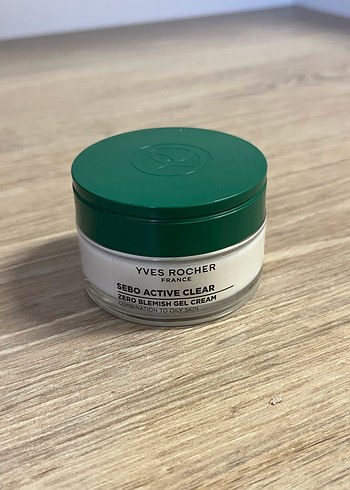 YVES ROCHER
FRANCE
SEBO ACTIVE CLEAR
ZERO BLEMISH GEL CREAM
COMBINATION TO OILY SKIN